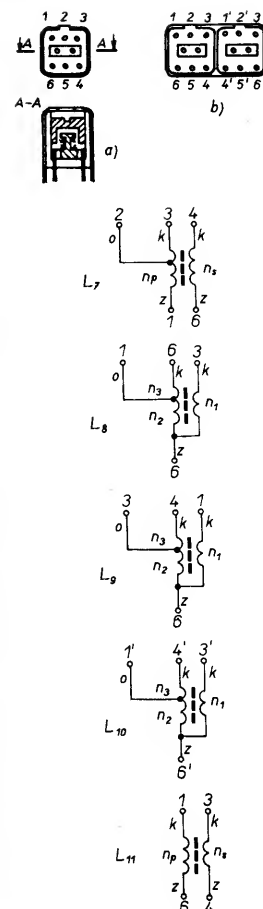 1 2 3
1 2 3 1' 2' 3'
A A
6 5 4
6 5 4 4' 5' 6'
b)
A-A
a)
2 3 4
o k k
L7
np ns
z z
1 6
1 6 3
o k k
n3
n1
L8
n2
z
6
3 4 1
o k k
n3
n1
L9
n2
z
6
1' 4' 3'
o k k
n3
n1
L10
n2
z
6'
1 3
k k
L11
np ns
z z
6 4